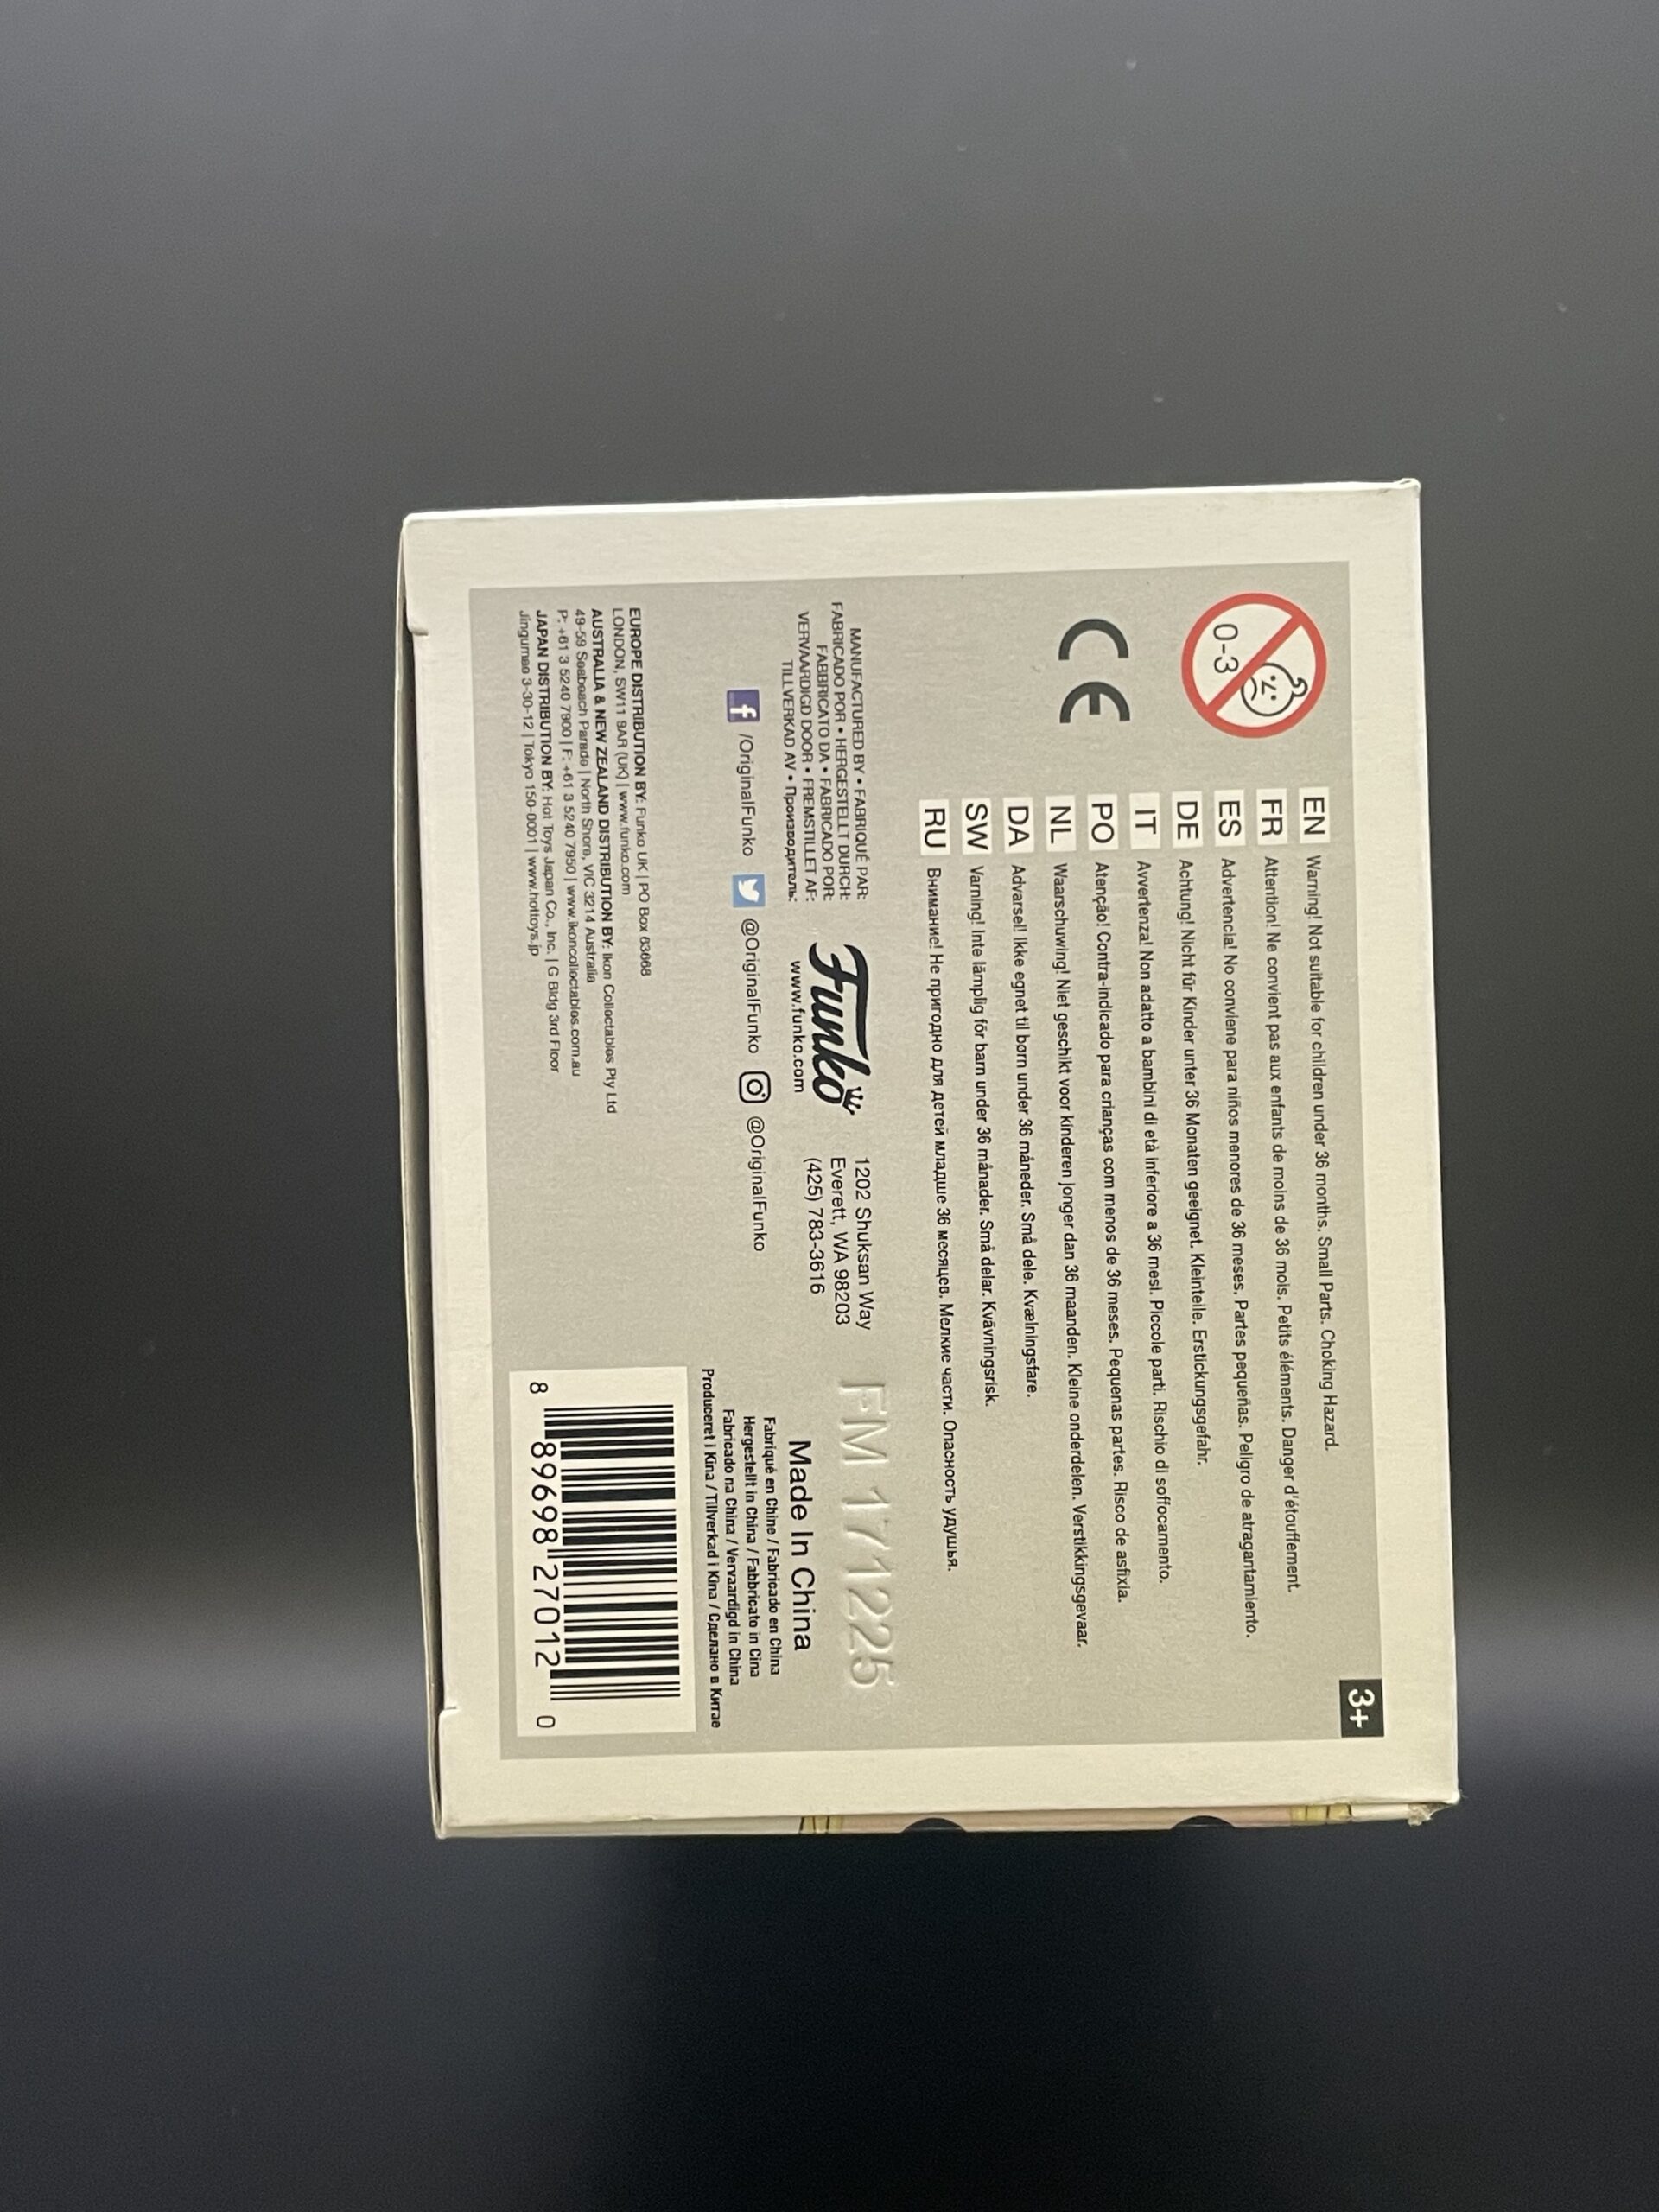 3+
0-3
CE
EN Warning! Not suitable for children under 36 months. Small Parts. Choking Hazard.
FR Attention! Ne convient pas aux enfants de moins de 36 mois. Petits éléments. Danger d'étouffement.
ES Advertencia! No conviene para niños menores de 36 meses. Partes pequeñas. Peligro de atragantamiento.
DE Achtung! Nicht für Kinder unter 36 Monaten geeignet. Kleinteile. Erstickungsgefahr.
IT Avvertenza! Non adatto a bambini di età inferiore a 36 mesi. Piccole parti. Rischio di soffocamento.
PO Atenção! Contra-indicado para crianças com menos de 36 meses. Pequenas partes. Risco de asfixia.
NL Waarschuwing! Niet geschikt voor kinderen jonger dan 36 maanden. Kleine onderdelen. Verstikkingsgevaar.
DA Advarsel! Ikke egnet til born under 36 måneder. Små dele. Kvælningsfare.
SW Varning! Inte lämplig för barn under 36 månader. Små delar. Kvävningsrisk.
RU Внимание! Не пригодно для детей младше 36 месяцев. Мелкие части. Опасность удушья.
MANUFACTURED BY • FABRIQUÉ PAR:
FABRICADO POR • HERGESTELLT DURCH:
FABBRICATO DA • FABRICADO POR:
VERVAARDIGD DOOR • FREMSTILLET AF:
TILLVERKAD AV • Производитель:
Funko
www.funko.com
1202 Shuksan Way
Everett, WA 98203
(425) 783-3616
FM 171225
/OriginalFunko @OriginalFunko @OriginalFunko
Made In China
Fabriqué en Chine / Fabricado en China
Hergestellt in China / Fabbricato in Cina
Fabricado na China / Vervaardigd in China
Produceret i Kina / Tillverkad i Kina / Сделано в Китае
EUROPE DISTRIBUTION BY: Funko UK | PO Box 63068
LONDON, SW11 9AR (UK) | www.funko.com
AUSTRALIA & NEW ZEALAND DISTRIBUTION BY: Ikon Collectables Pty Ltd
49-59 Seabeach Parade | North Shore, VIC 3214 Australia
P: +61 3 5240 7900 | F: +61 3 5240 7950 | www.ikoncollectables.com.au
JAPAN DISTRIBUTION BY: Hot Toys Japan Co., Inc. | G Bldg 3rd Floor
Jingumae 3-30-12 | Tokyo 150-0001 | www.hottoys.jp
8 89698 27012 0